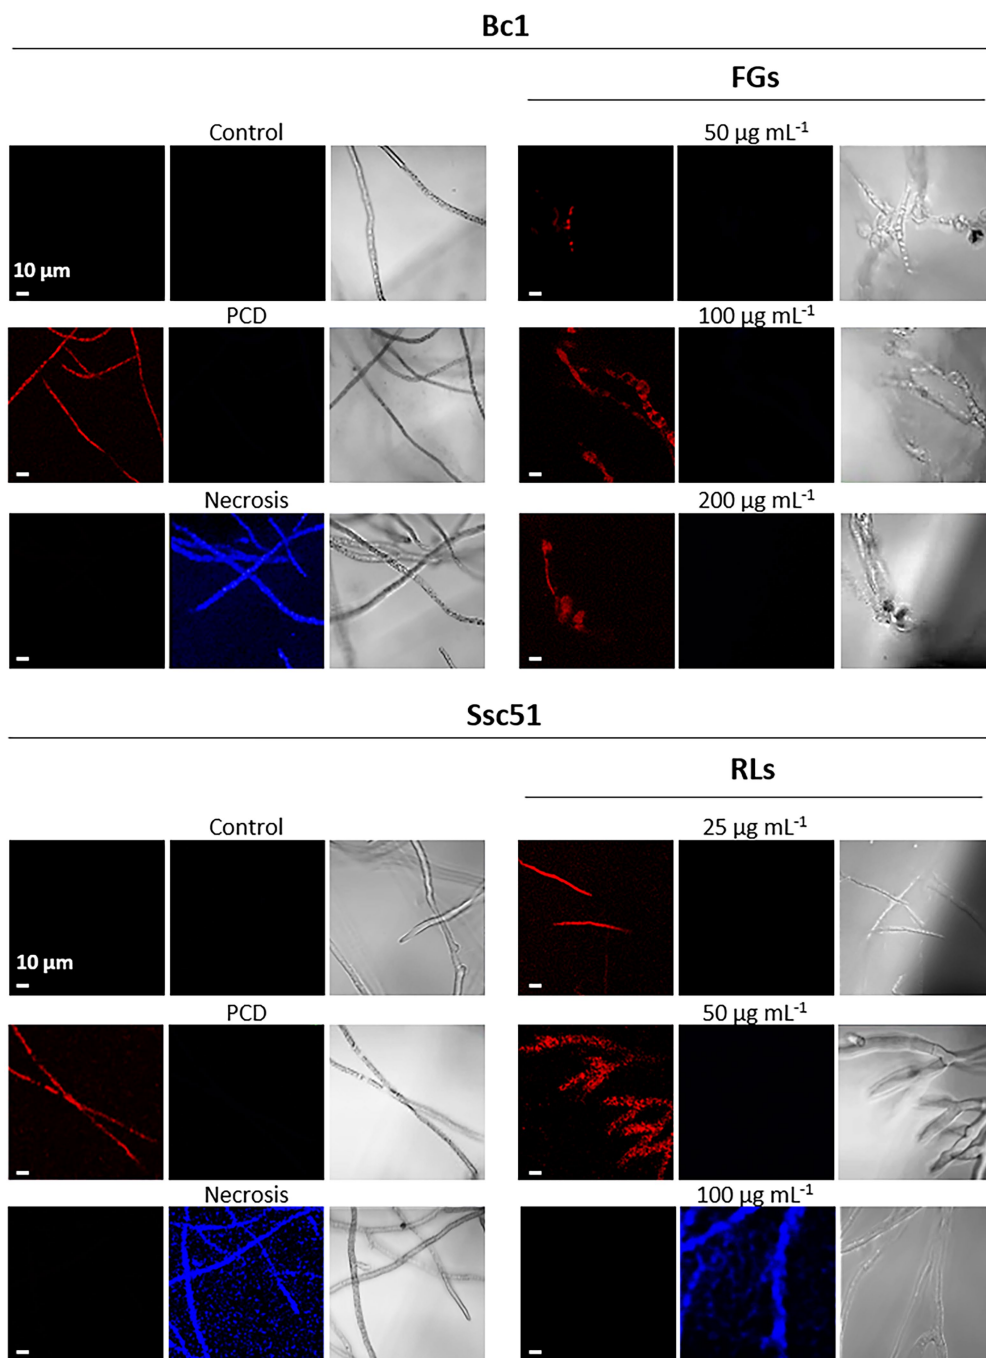 Bc1
FGs
Control
50 µg mL⁻¹
10 µm
PCD
100 µg mL⁻¹
Necrosis
200 µg mL⁻¹
Ssc51
RLs
Control
25 µg mL⁻¹
10 µm
PCD
50 µg mL⁻¹
Necrosis
100 µg mL⁻¹